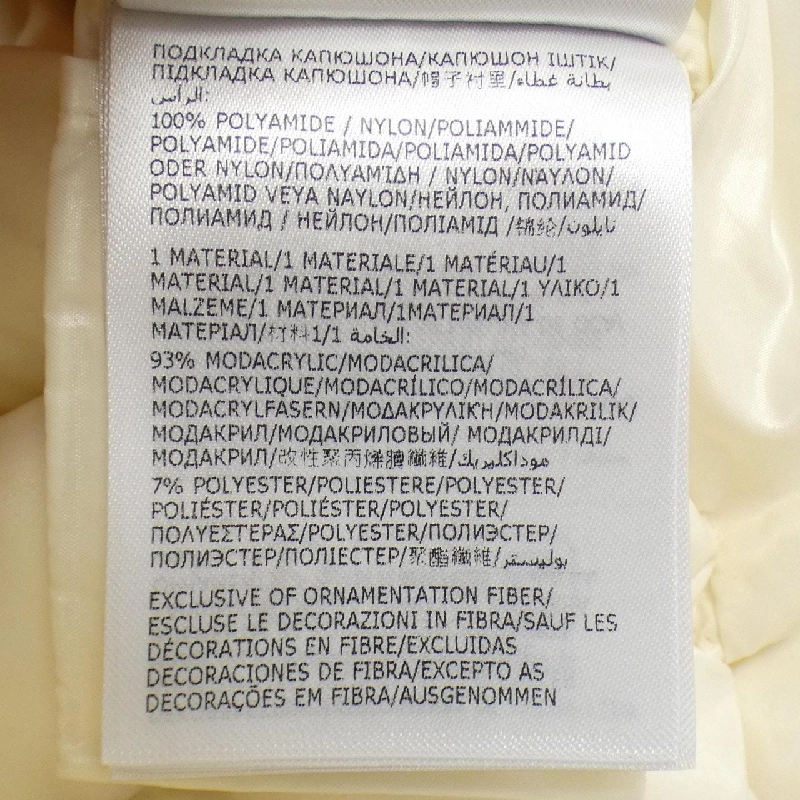 ПОДКЛАДКА КАПЮШОНА/КАПЮШОН ІШТІК/
ПІДКЛАДКА КАПЮШОНА/帽子衬里/بطانة غطاء
الرأس:
100% POLYAMIDE / NYLON/POLIAMMIDE/
POLYAMIDE/POLIAMIDA/POLIAMIDA/POLYAMID
ODER NYLON/ΠΟΛΥΑΜΊΔΗ / NYLON/ΝΆΥΛΟΝ/
POLYAMID VEYA NAYLON/НЕЙЛОН, ПОЛИАМИД/
ПОЛИАМИД / НЕЙЛОН/ПОЛІАМІД /锦纶/نايلون
1 MATERIAL/1 MATERIALE/1 MATÉRIAU/1
MATERIAL/1 MATERIAL/1 MATERIAL/1 ΥΛΙΚΟ/1
MALZEME/1 МАТЕРИАЛ/1МАТЕРИАЛ/1
МАТЕРІАЛ/材料1/1 الخامة:
93% MODACRYLIC/MODACRILICA/
MODACRYLIQUE/MODACRÍLICO/MODACRÍLICA/
MODACRYLFASERN/ΜΟΔΑΚΡΥΛΙΚΉ/MODAKRILIK/
МОДАКРИЛ/МОДАКРИЛОВЫЙ/ МОДАКРИЛДІ/
МОДАКРИЛ/改性聚丙烯腈纖維/موداكليريك
7% POLYESTER/POLIESTERE/POLYESTER/
POLIÉSTER/POLIÉSTER/POLYESTER/
ΠΟΛΥΕΣΤΕΡΑΣ/POLYESTER/ПОЛИЭСТЕР/
ПОЛИЭСТЕР/ПОЛІЕСТЕР/聚酯纖維/بوليستر
EXCLUSIVE OF ORNAMENTATION FIBER/
ESCLUSE LE DECORAZIONI IN FIBRA/SAUF LES
DÉCORATIONS EN FIBRE/EXCLUIDAS
DECORACIONES DE FIBRA/EXCEPTO AS
DECORAÇÕES EM FIBRA/AUSGENOMMEN